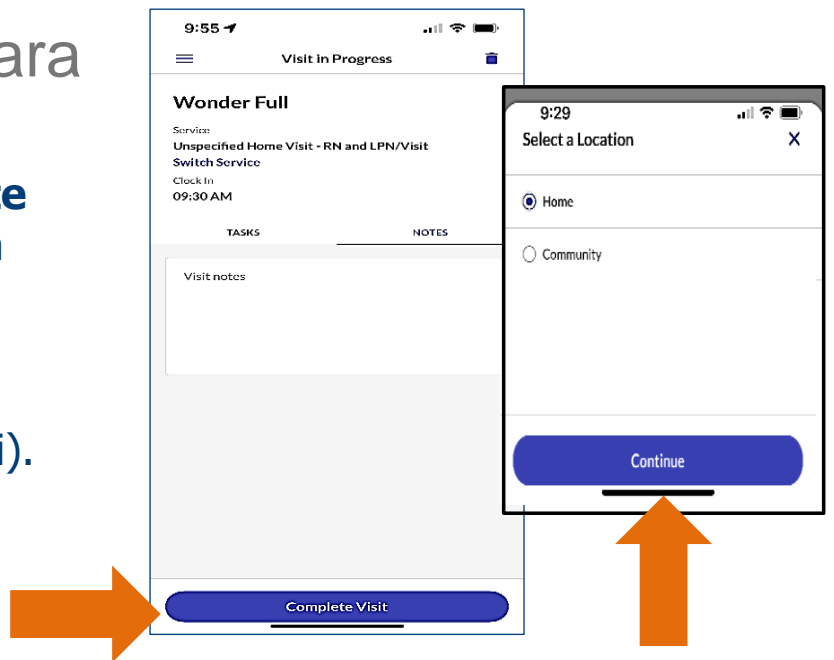 9:55
Visit in Progress
Wonder Full
Service
Unspecified Home Visit - RN and LPN/Visit
Switch Service
Clock In
09:30 AM
TASKS NOTES
Visit notes
Complete Visit
9:29
Select a Location X
Home
Community
Continue
i).